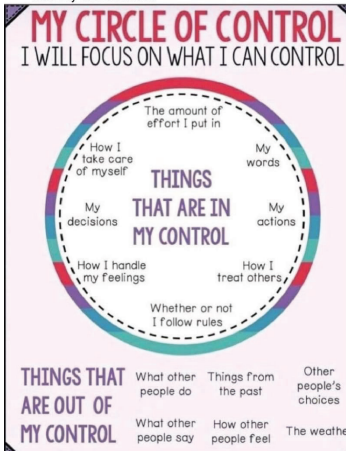 MY CIRCLE OF CONTROL
I WILL FOCUS ON WHAT I CAN CONTROL
The amount of
effort I put in
How I
take care
of myself
My
words
THINGS
THAT ARE IN
MY CONTROL
My
decisions
My
actions
How I handle
my feelings
How I
treat others
Whether or not
I follow rules
THINGS THAT
ARE OUT OF
MY CONTROL
What other
people do
Things from
the past
Other
people's
choices
What other
people say
How other
people feel
The weathe